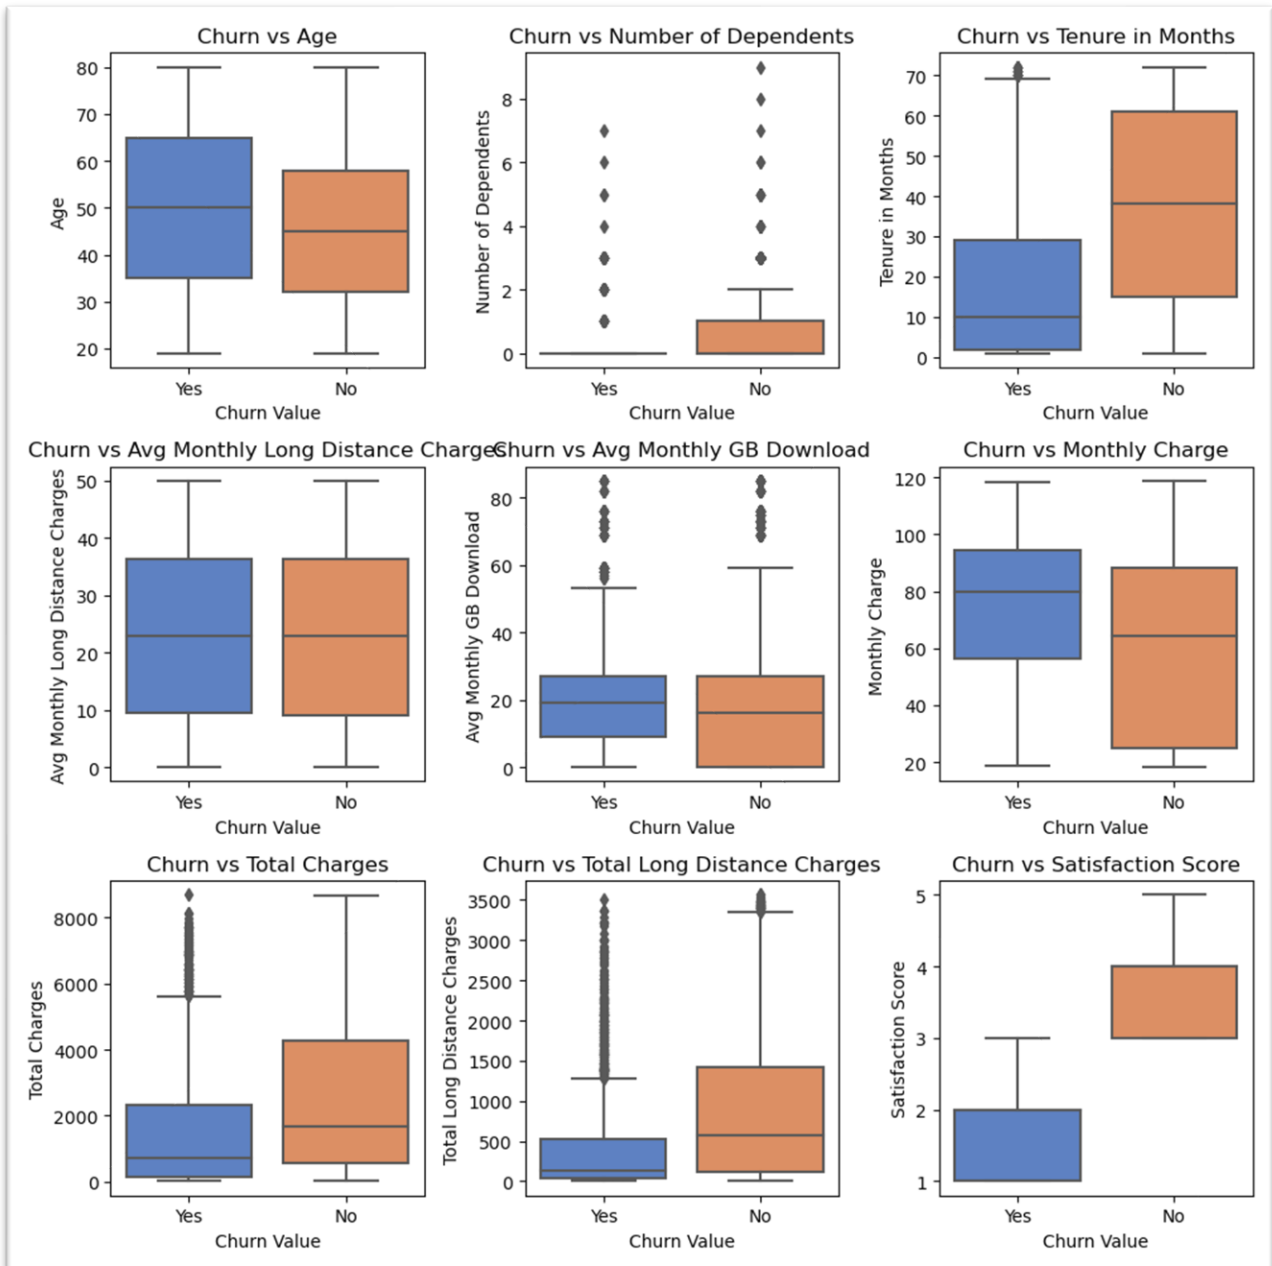 Churn vs Age
Age
80
70
60
50
40
30
20
Yes No
Churn Value
Churn vs Number of Dependents
Number of Dependents
8
6
4
2
0
Yes No
Churn Value
Churn vs Tenure in Months
Tenure in Months
70
60
50
40
30
20
10
0
Yes No
Churn Value
Churn vs Avg Monthly Long Distance Charges
Avg Monthly Long Distance Charges
50
40
30
20
10
0
Yes No
Churn Value
Churn vs Avg Monthly GB Download
Avg Monthly GB Download
80
60
40
20
0
Yes No
Churn Value
Churn vs Monthly Charge
Monthly Charge
120
100
80
60
40
20
Yes No
Churn Value
Churn vs Total Charges
Total Charges
8000
6000
4000
2000
0
Yes No
Churn Value
Churn vs Total Long Distance Charges
Total Long Distance Charges
3500
3000
2500
2000
1500
1000
500
0
Yes No
Churn Value
Churn vs Satisfaction Score
Satisfaction Score
5
4
3
2
1
Yes No
Churn Value